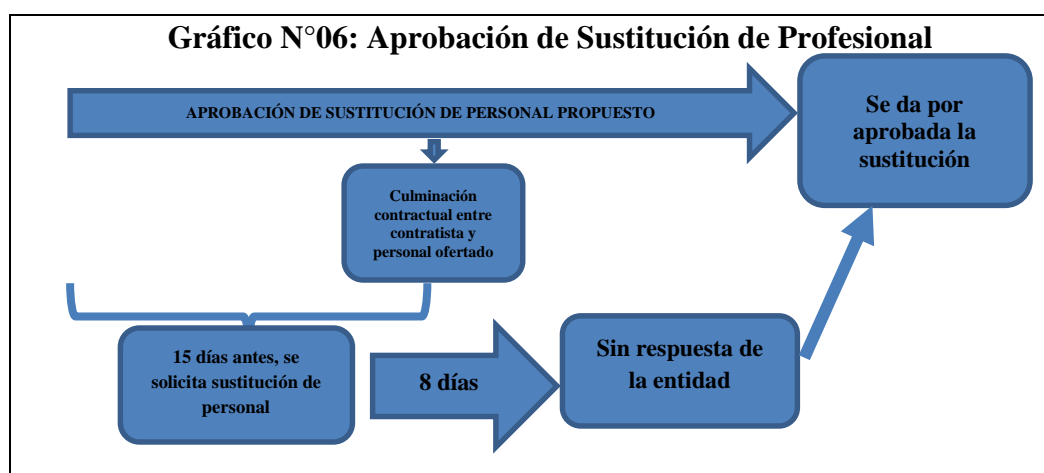 Gráfico N°06: Aprobación de Sustitución de Profesional
APROBACIÓN DE SUSTITUCIÓN DE PERSONAL PROPUESTO
Se da por
aprobada la
sustitución
Culminación
contractual entre
contratista y
personal ofertado
15 días antes, se
solicita sustitución de
personal
8 días
Sin respuesta de
la entidad